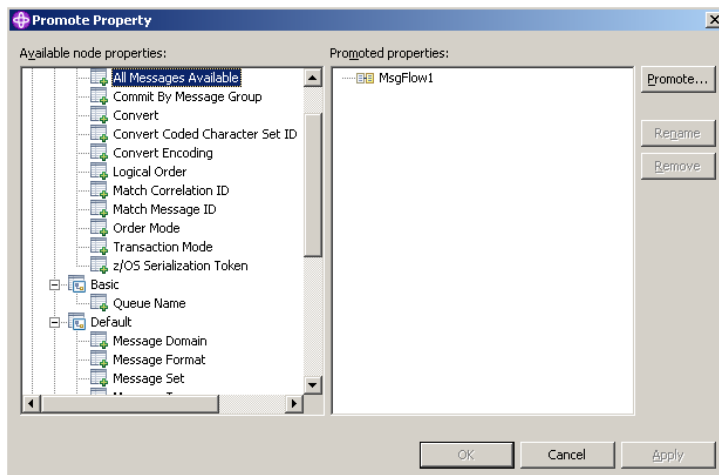 Promote Property
Available node properties:
All Messages Available
Commit By Message Group
Convert
Convert Coded Character Set ID
Convert Encoding
Logical Order
Match Correlation ID
Match Message ID
Order Mode
Transaction Mode
z/OS Serialization Token
Basic
Queue Name
Default
Message Domain
Message Format
Message Set
Promoted properties:
MsgFlow1
Promote...
Rename
Remove
OK
Cancel
Apply